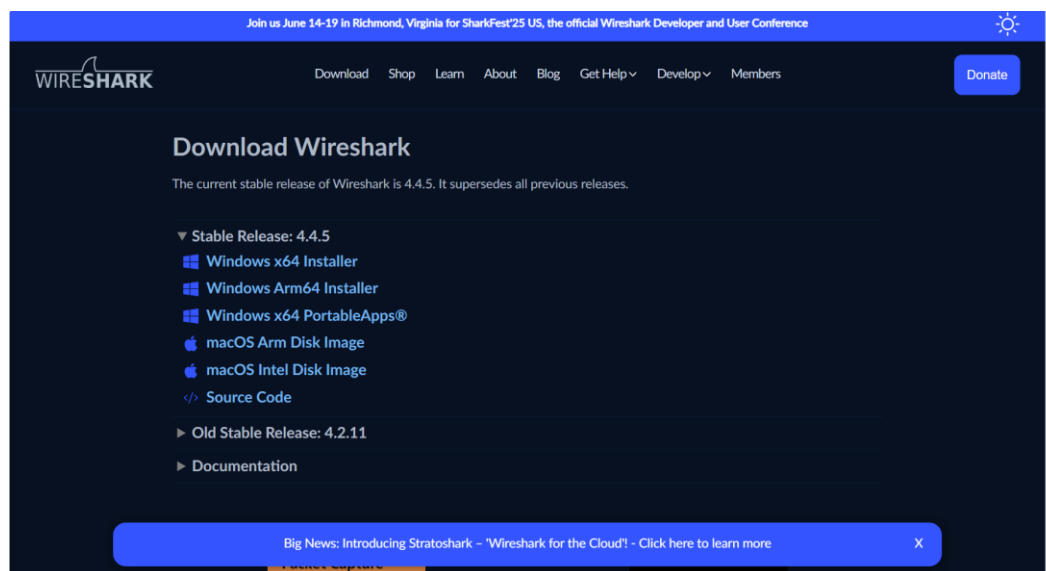 Join us June 14-19 in Richmond, Virginia for SharkFest'25 US, the official Wireshark Developer and User Conference
WIRESHARK
Download Shop Learn About Blog Get Help Develop Members
Donate
Download Wireshark
The current stable release of Wireshark is 4.4.5. It supersedes all previous releases.
Stable Release: 4.4.5
Windows x64 Installer
Windows Arm64 Installer
Windows x64 PortableApps®
macOS Arm Disk Image
macOS Intel Disk Image
</> Source Code
Old Stable Release: 4.2.11
Documentation
Big News: Introducing Stratoshark – 'Wireshark for the Cloud'! - Click here to learn more X
Packet Capture